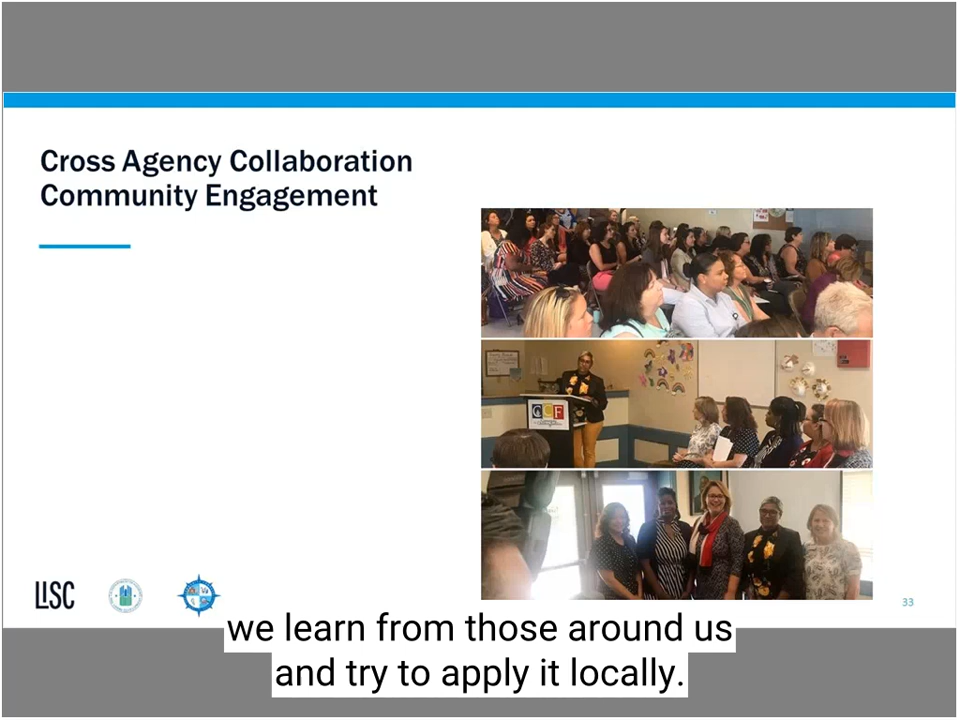 Cross Agency Collaboration
Community Engagement
CCF
LISC
33
we learn from those around us
and try to apply it locally.